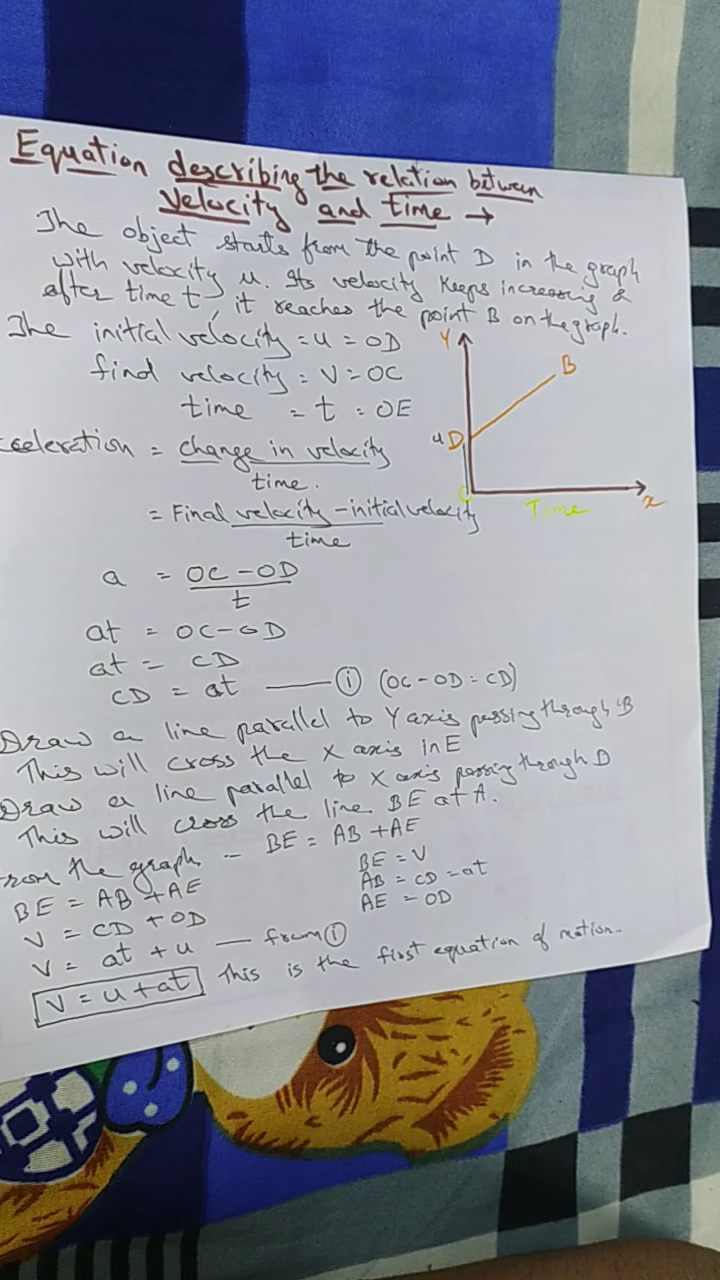 Equation describing the relation between
velocity and time →
The object starts from the point D in the graph
with velocity u. Its velocity keeps increasing &
after time t, it reaches the point B on the graph.
The initial velocity = u = OD
find velocity = V = OC
time = t = OE
cceleration = change in velocity
time.
= Final velocity - initial velocity
time
a = OC - OD
t
at = OC - OD
at = CD
CD = at —— (i) (OC - OD = CD)
Y
B
u D
O
Time
x
Draw a line parallel to Y axis passing through B
This will cross the X axis in E
Draw a line parallel to X axis passing through D
This will cross the line BE at A.
rom the graph - BE = AB + AE
BE = AB + AE
V = CD + OD
V = at + u — from (i)
BE = V
AB = CD = at
AE = OD
V = u + at This is the first equation of motion.